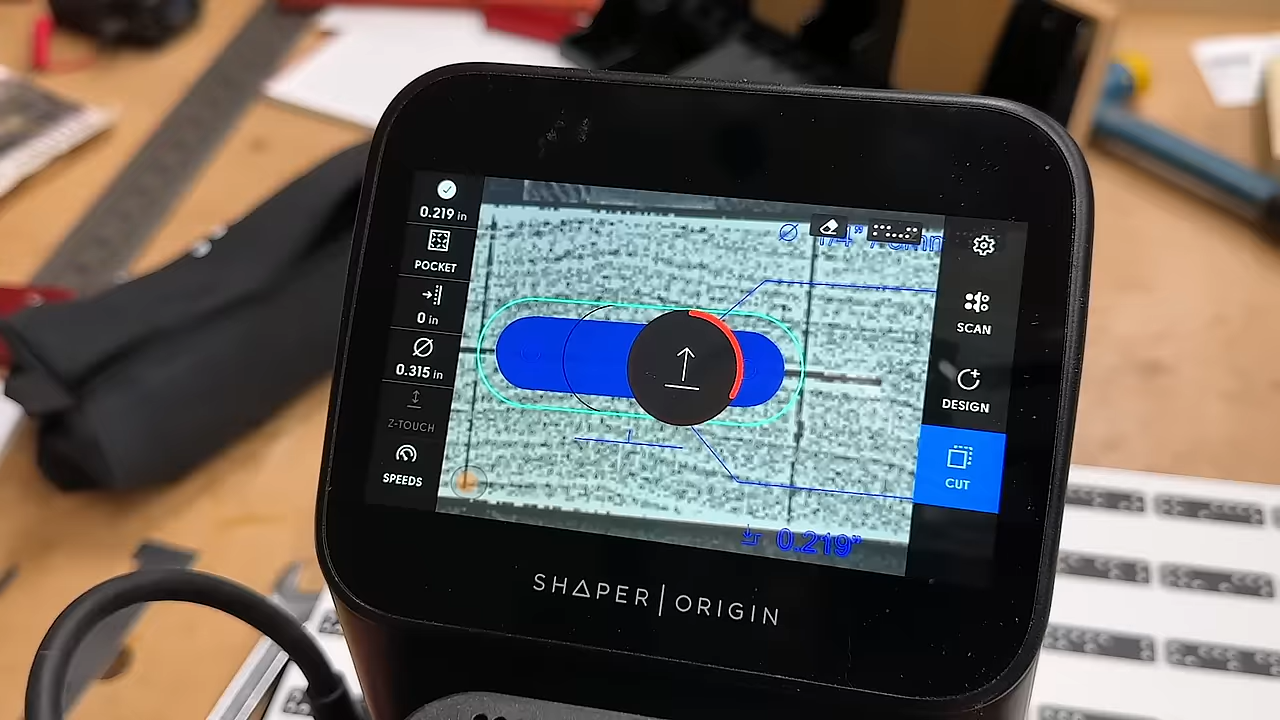 0.219 in
POCKET
0 in
0.315 in
Z-TOUCH
SPEEDS
SCAN
DESIGN
CUT
0.219"
SHAPER | ORIGIN